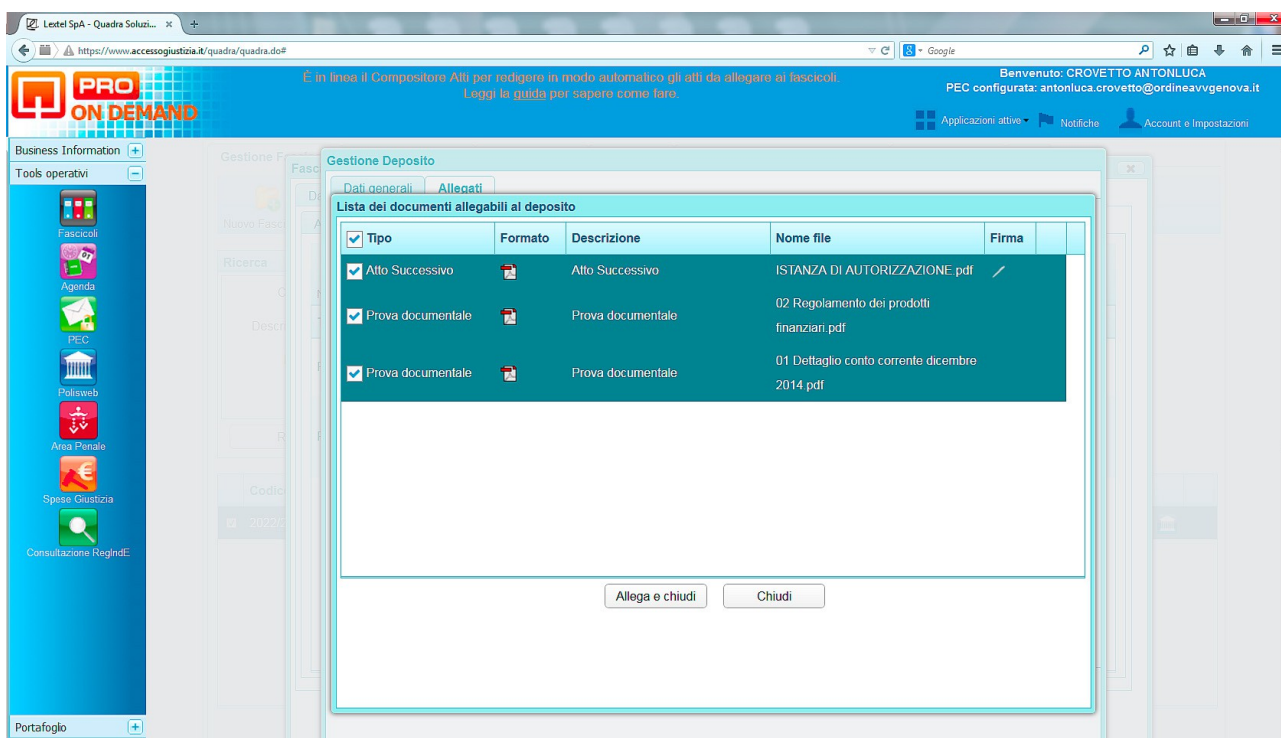 Lextel SpA - Quadra Soluzi... × +
https://www.accessogiustizia.it/quadra/quadra.do#
Google
PRO
ON DEMAND
È in linea il Compositore Atti per redigere in modo automatico gli atti da allegare ai fascicoli.
Leggi la guida per sapere come fare.
Benvenuto: CROVETTO ANTONLUCA
PEC configurata: antonluca.crovetto@ordineavvgenova.it
Applicazioni attive Notifiche Account e Impostazioni
Business Information +
Tools operativi −
Fascicoli
Agenda
PEC
Polisweb
Area Penale
Spese Giustizia
Consultazione RegIndE
Portafoglio +
Gestione F
Nuovo Fasc
Ricerca
Descr
Codic
2022/
Fasc
Gestione Deposito
Dati generali Allegati
Lista dei documenti allegabili al deposito
Tipo Formato Descrizione Nome file Firma
Atto Successivo Atto Successivo ISTANZA DI AUTORIZZAZIONE.pdf
Prova documentale Prova documentale 02 Regolamento dei prodotti
finanziari.pdf
Prova documentale Prova documentale 01 Dettaglio conto corrente dicembre
2014.pdf
Allega e chiudi Chiudi